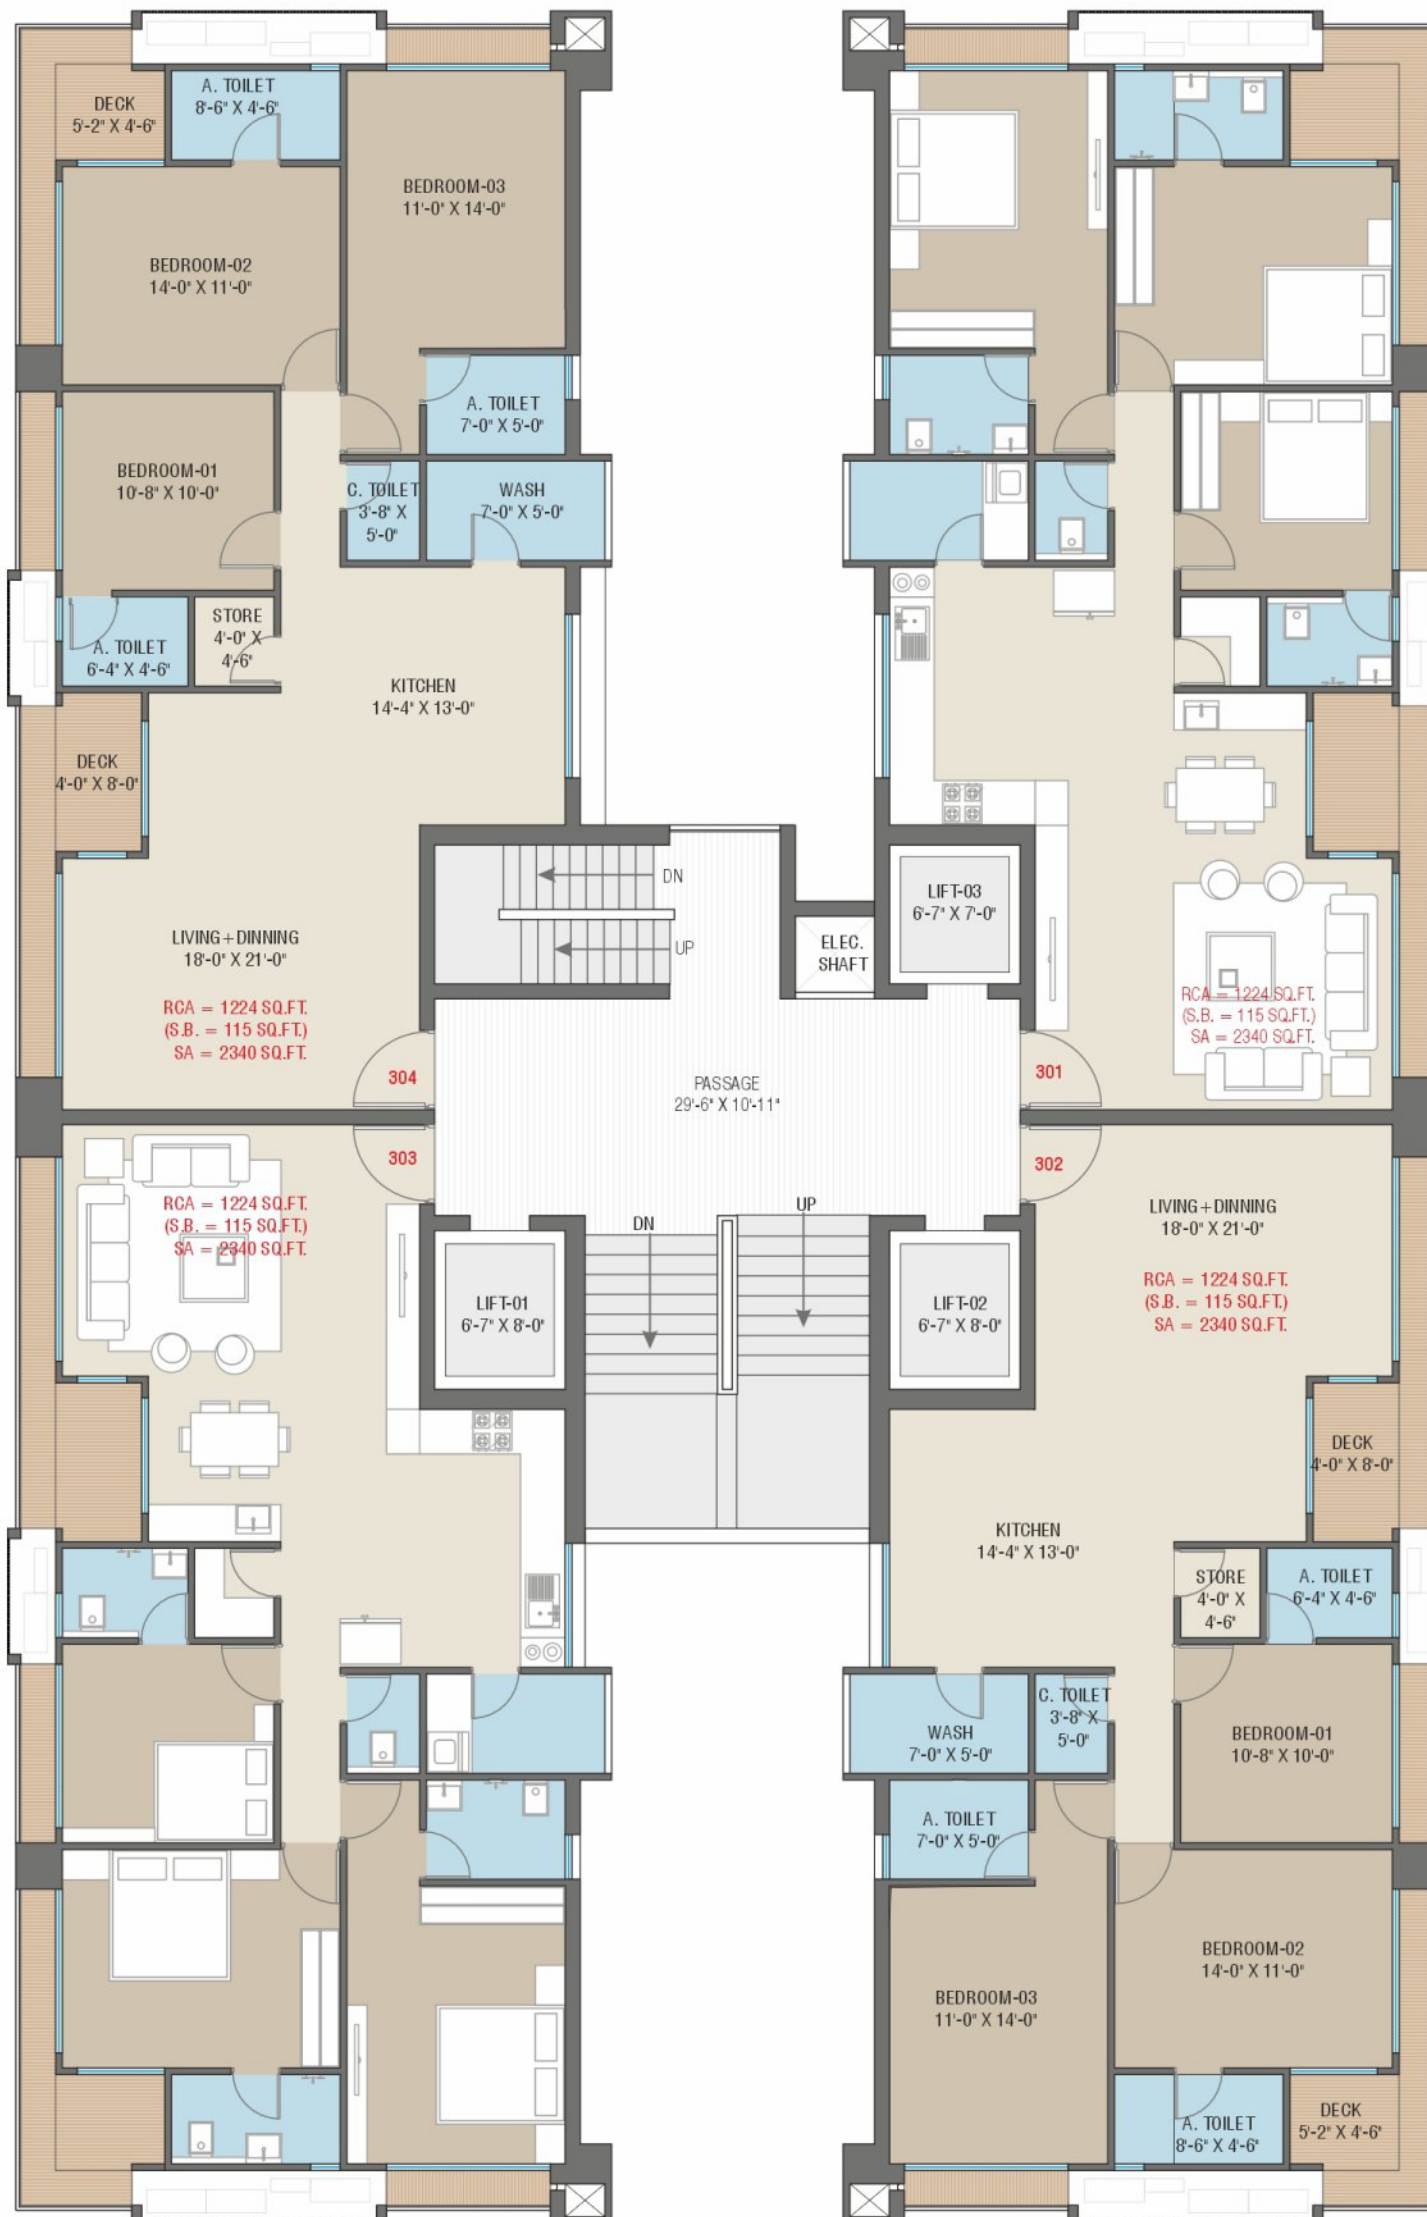 DECK
5'-2" X 4'-6"
A. TOILET
8'-6" X 4'-6"
BEDROOM-03
11'-0" X 14'-0"
BEDROOM-02
14'-0" X 11'-0"
A. TOILET
7'-0" X 5'-0"
BEDROOM-01
10'-8" X 10'-0"
C. TOILET
3'-8" X
5'-0"
WASH
7'-0" X 5'-0"
STORE
4'-0" X
4'-6"
A. TOILET
6'-4" X 4'-6"
KITCHEN
14'-4" X 13'-0"
DECK
4'-0" X 8'-0"
LIVING+DINNING
18'-0" X 21'-0"
RCA = 1224 SQ.FT.
(S.B. = 115 SQ.FT.)
SA = 2340 SQ.FT.
304
DN
UP
ELEC.
SHAFT
LIFT-03
6'-7" X 7'-0"
RCA = 1224 SQ.FT.
(S.B. = 115 SQ.FT.)
SA = 2340 SQ.FT.
301
PASSAGE
29'-6" X 10'-11"
303
302
RCA = 1224 SQ.FT.
(S.B. = 115 SQ.FT.)
SA = 2340 SQ.FT.
DN
UP
LIFT-01
6'-7" X 8'-0"
LIFT-02
6'-7" X 8'-0"
LIVING+DINNING
18'-0" X 21'-0"
RCA = 1224 SQ.FT.
(S.B. = 115 SQ.FT.)
SA = 2340 SQ.FT.
DECK
4'-0" X 8'-0"
KITCHEN
14'-4" X 13'-0"
STORE
4'-0" X
4'-6"
A. TOILET
6'-4" X 4'-6"
WASH
7'-0" X 5'-0"
C. TOILET
3'-8" X
5'-0"
BEDROOM-01
10'-8" X 10'-0"
A. TOILET
7'-0" X 5'-0"
BEDROOM-02
14'-0" X 11'-0"
BEDROOM-03
11'-0" X 14'-0"
A. TOILET
8'-6" X 4'-6"
DECK
5'-2" X 4'-6"